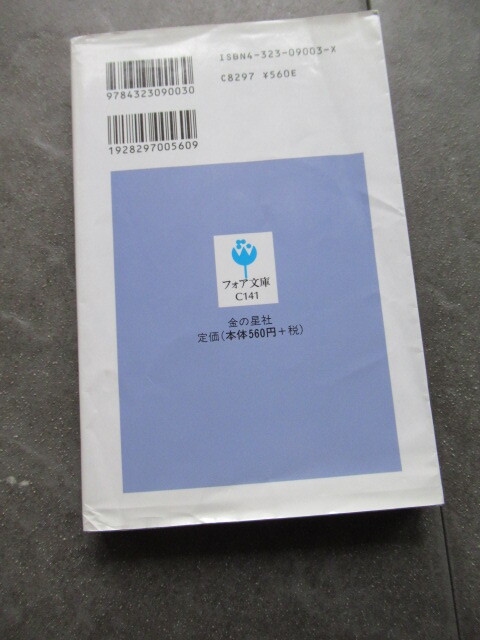 ISBN4-323-09003-X
C8297 ¥560E
9784323090030
1928297005609
フォア文庫
C141
金の星社
定価(本体560円+税)